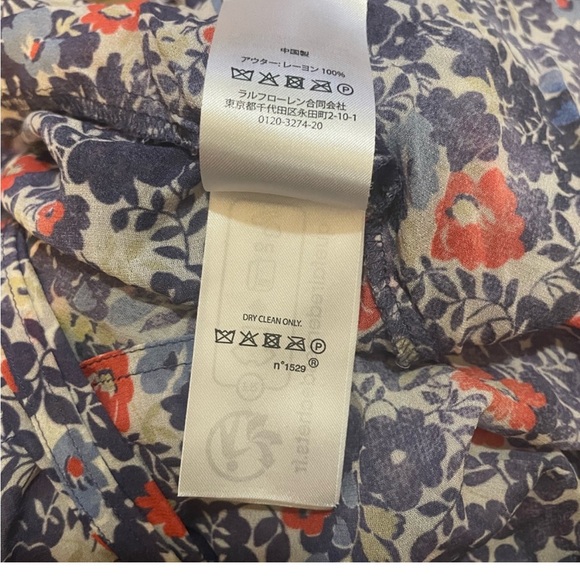 中国製
アウター: レーヨン 100%
ラルフローレン合同会社
東京都千代田区永田町2-10-1
0120-3274-20
DRY CLEAN ONLY.
n°1529®